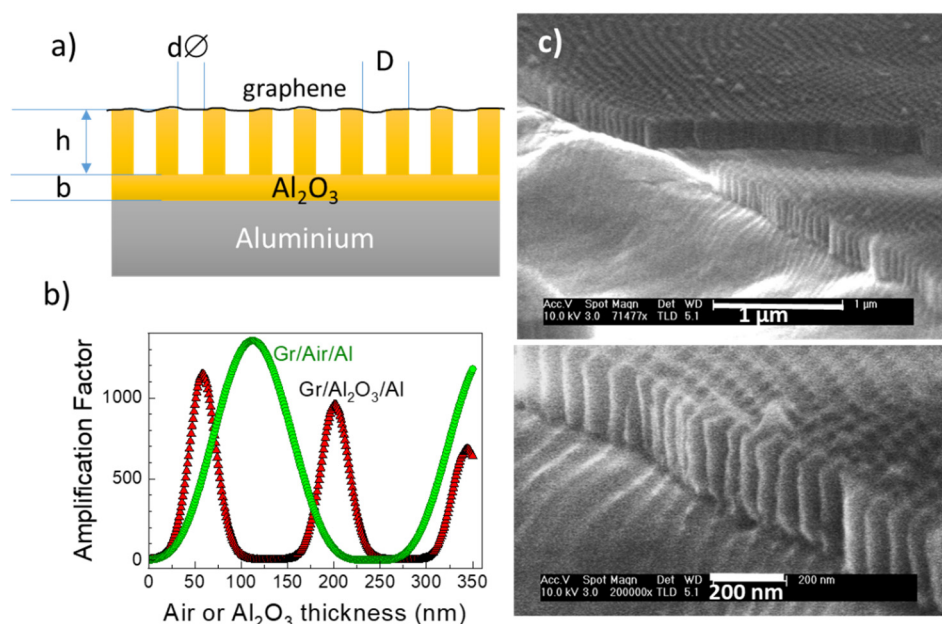 a)
d∅
D
graphene
h
b
Al₂O₃
Aluminium
b)
Amplification Factor
1000
500
0
Gr/Air/Al
Gr/Al₂O₃/Al
0 50 100 150 200 250 300 350
Air or Al₂O₃ thickness (nm)
c)
Acc.V Spot Magn Det WD 1 µm
10.0 kV 3.0 71477x TLD 5.1 1 µm
Acc.V Spot Magn Det WD 200 nm
10.0 kV 3.0 200000x TLD 5.1 200 nm